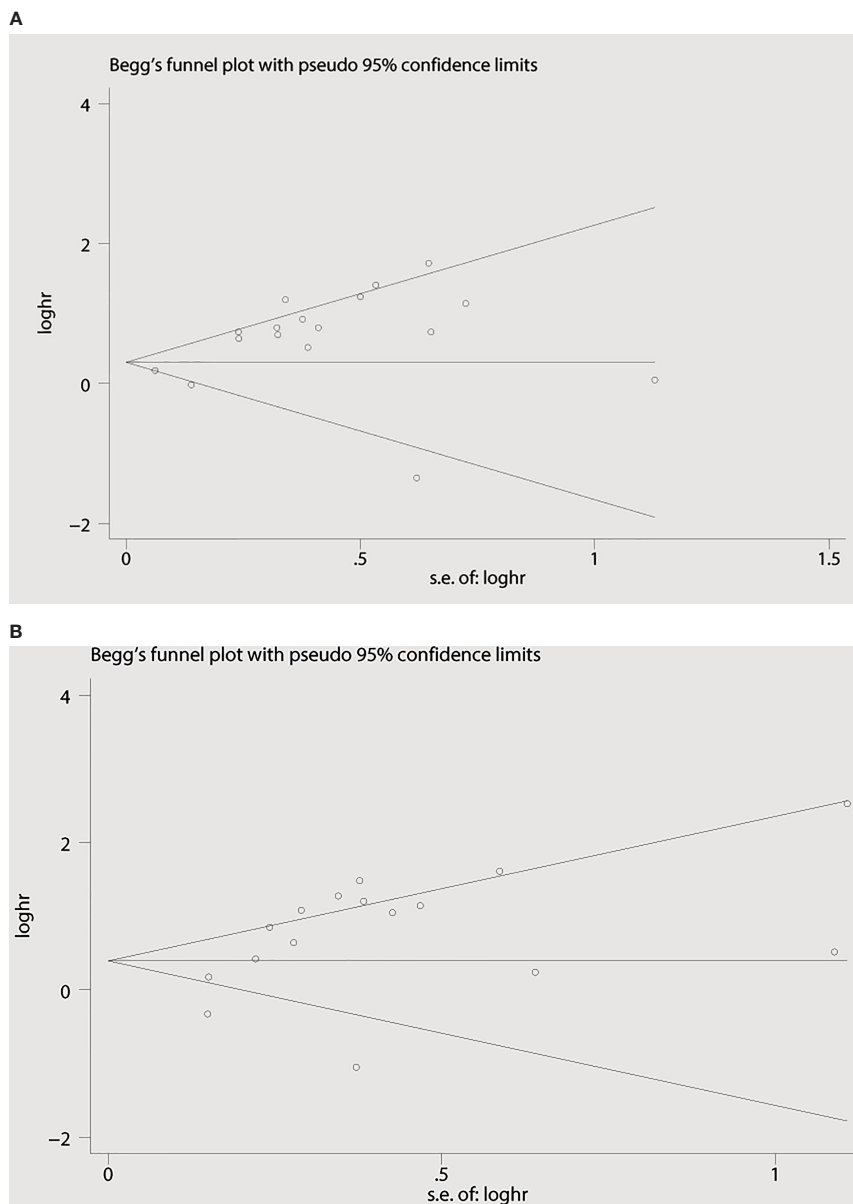 A
Begg's funnel plot with pseudo 95% confidence limits
4
2
0
−2
loghr
0 .5 1 1.5
s.e. of: loghr
B
Begg's funnel plot with pseudo 95% confidence limits
4
2
0
−2
loghr
0 .5 1
s.e. of: loghr